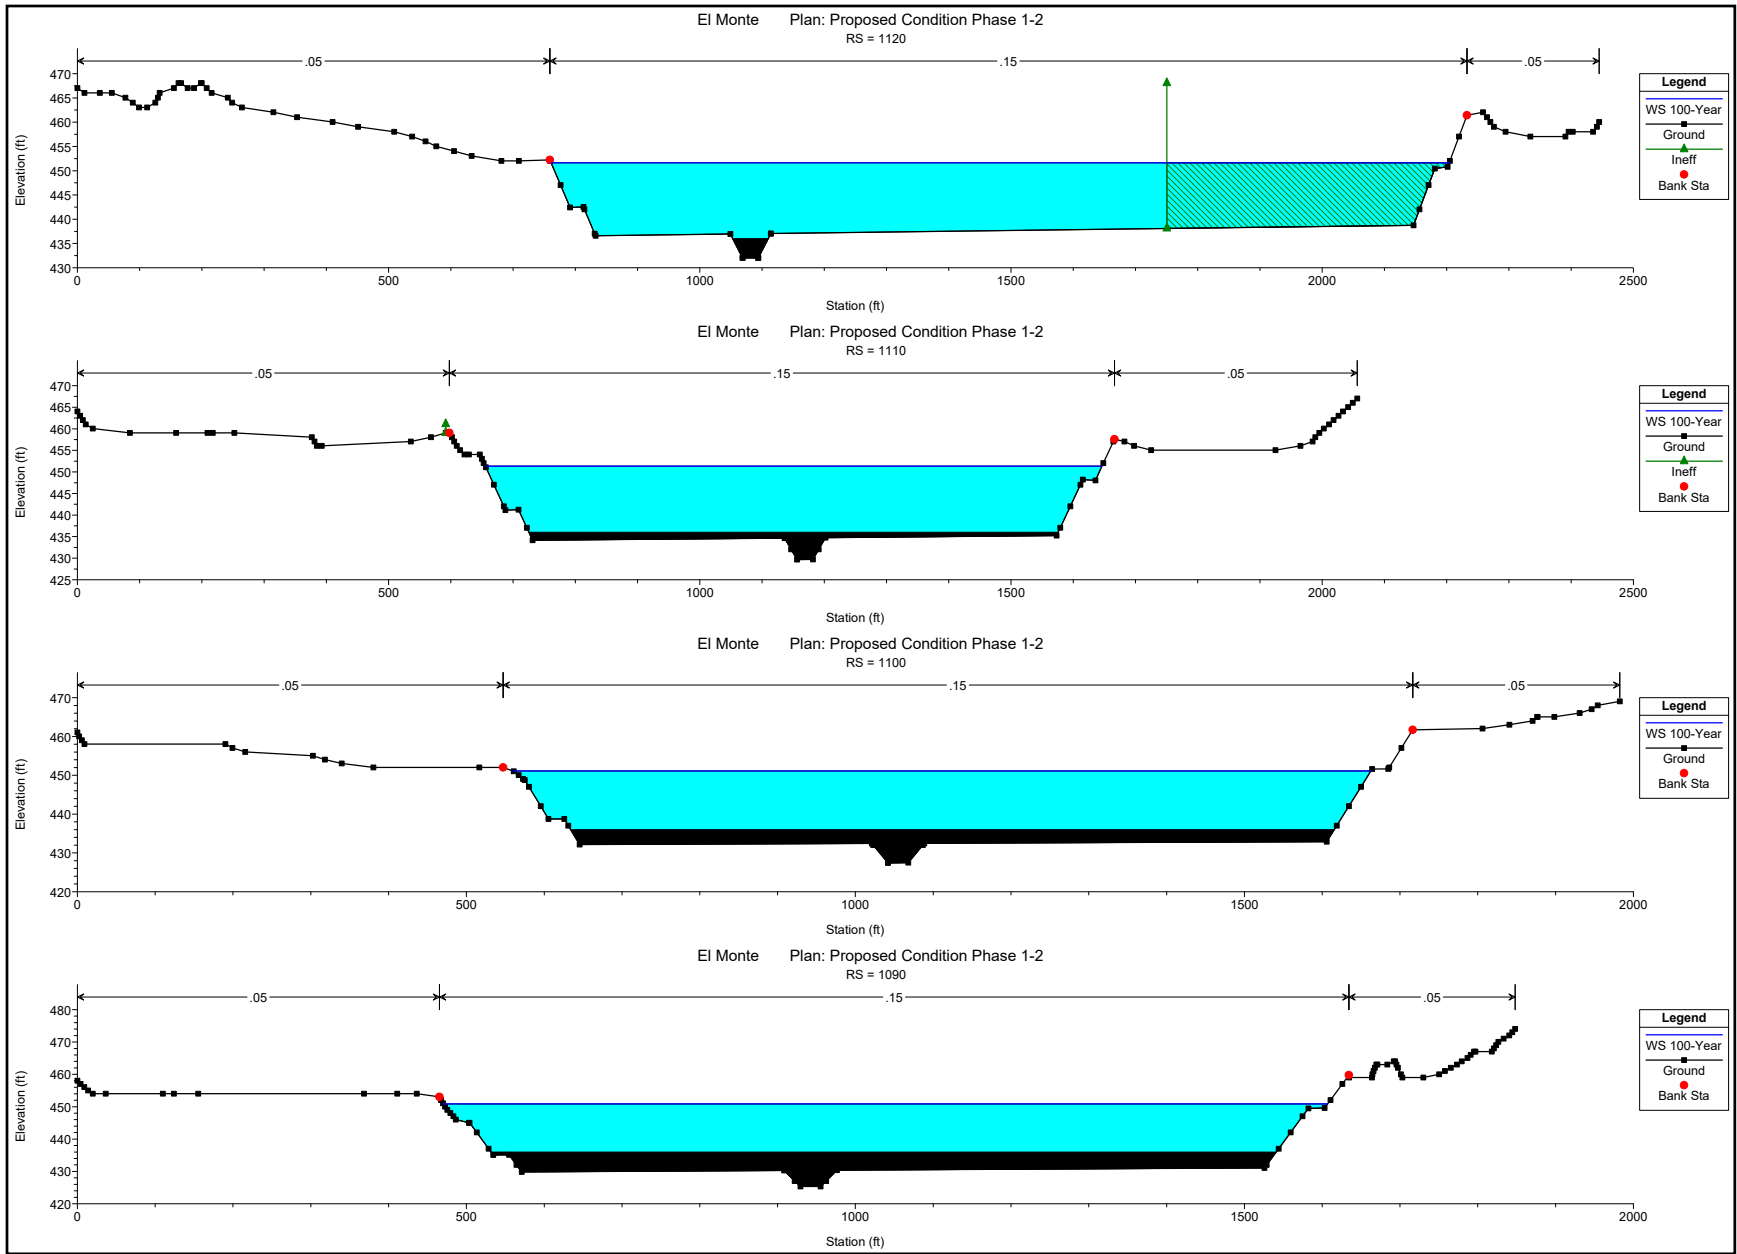 El Monte Plan: Proposed Condition Phase 1-2
RS = 1120
.05 .15 .05
470
465
460
455
450
445
440
435
430
Elevation (ft)
0 500 1000 1500 2000 2500
Station (ft)
Legend
WS 100-Year
Ground
Ineff
Bank Sta
El Monte Plan: Proposed Condition Phase 1-2
RS = 1110
.05 .15 .05
470
465
460
455
450
445
440
435
430
425
Elevation (ft)
0 500 1000 1500 2000 2500
Station (ft)
Legend
WS 100-Year
Ground
Ineff
Bank Sta
El Monte Plan: Proposed Condition Phase 1-2
RS = 1100
.05 .15 .05
470
460
450
440
430
420
Elevation (ft)
0 500 1000 1500 2000
Station (ft)
Legend
WS 100-Year
Ground
Bank Sta
El Monte Plan: Proposed Condition Phase 1-2
RS = 1090
.05 .15 .05
480
470
460
450
440
430
420
Elevation (ft)
0 500 1000 1500 2000
Station (ft)
Legend
WS 100-Year
Ground
Bank Sta